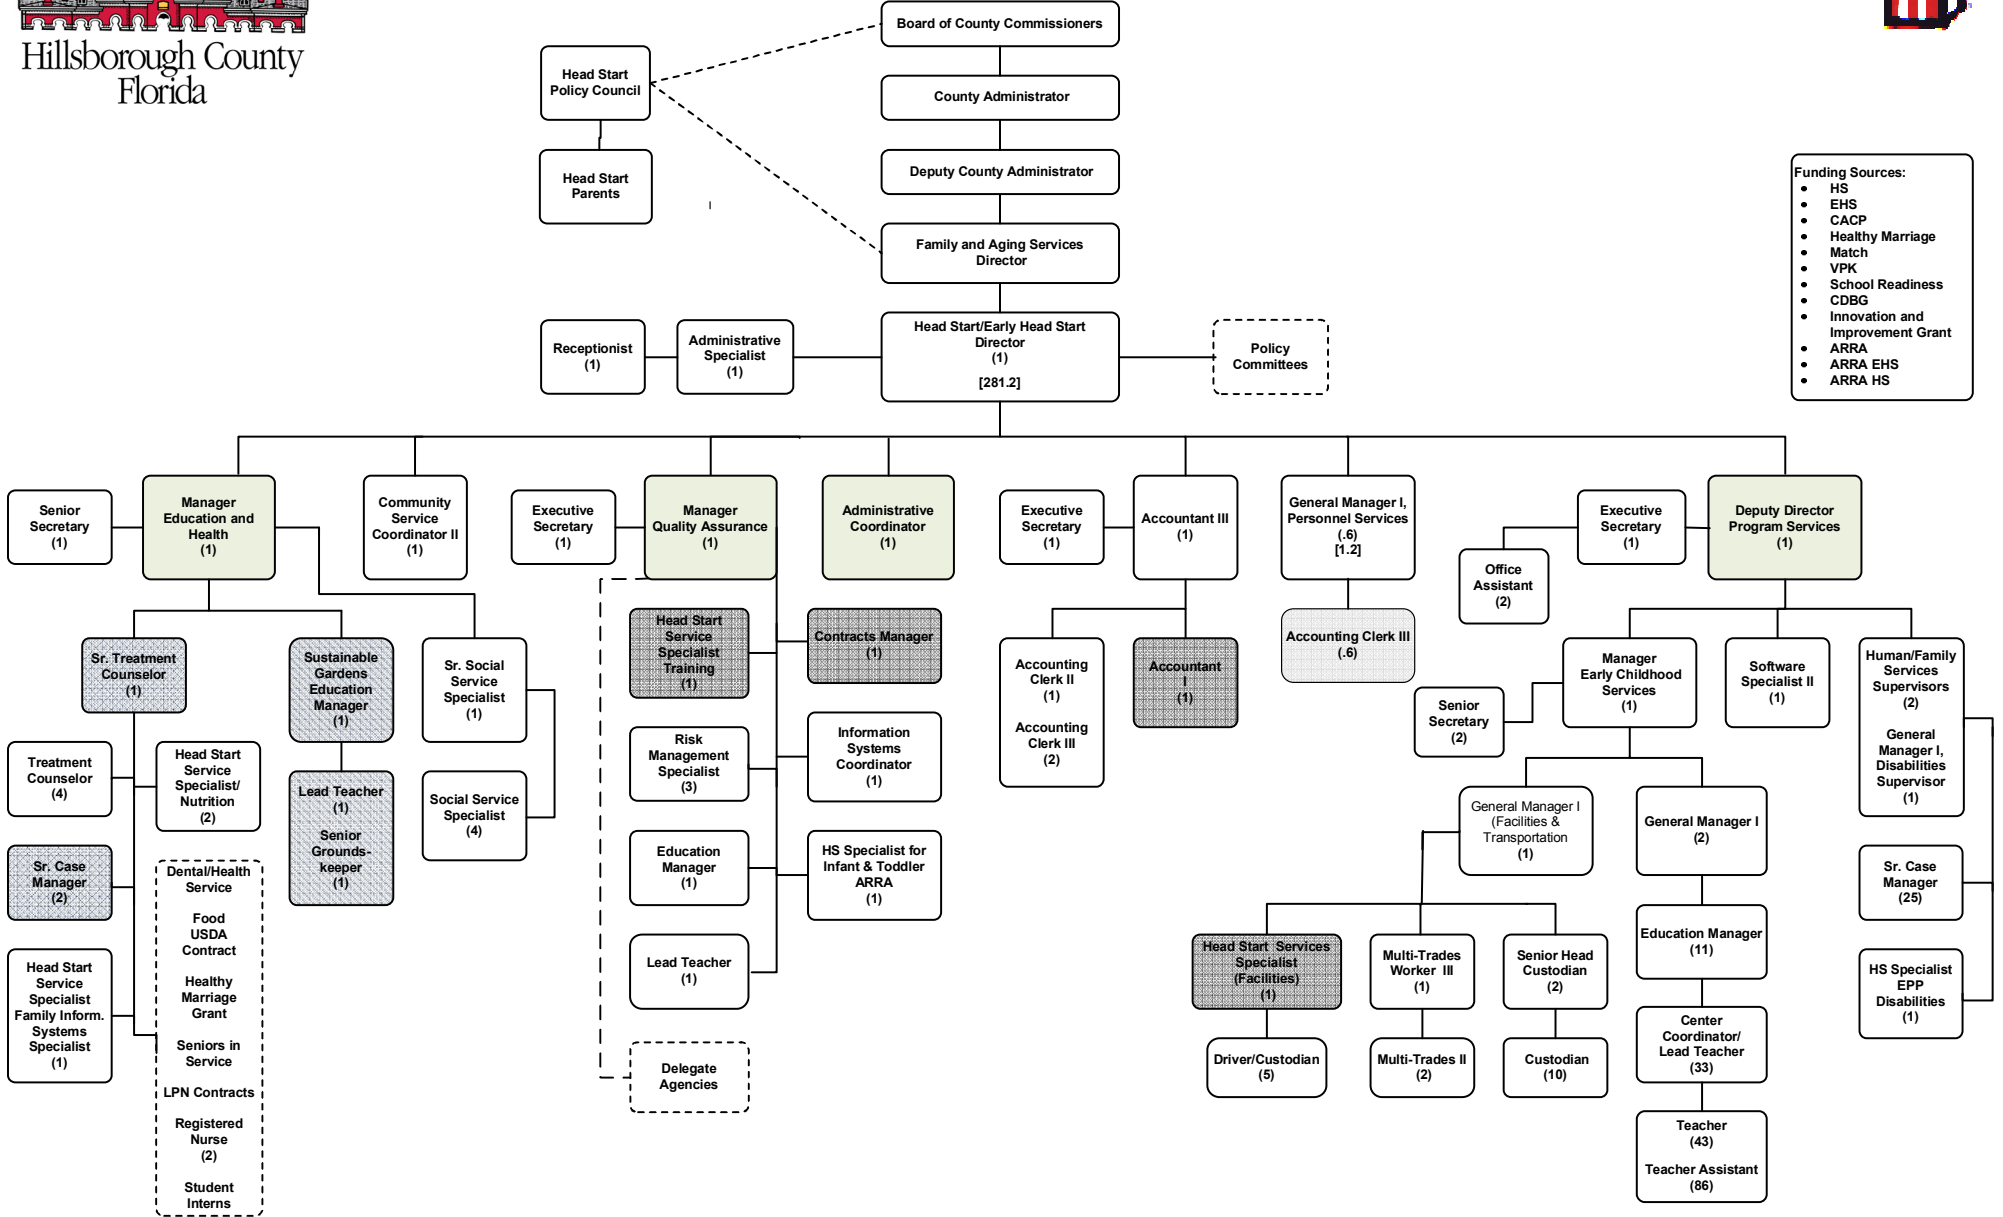 Hillsborough County
Florida
Board of County Commissioners
Head Start
Policy Council
County Administrator
Head Start
Parents
Deputy County Administrator
Family and Aging Services
Director
Funding Sources:
• HS
• EHS
• CACP
• Healthy Marriage
• Match
• VPK
• School Readiness
• CDBG
• Innovation and
Improvement Grant
• ARRA
• ARRA EHS
• ARRA HS
Receptionist
(1)
Administrative
Specialist
(1)
Head Start/Early Head Start
Director
(1)
[281.2]
Policy
Committees
Senior
Secretary
(1)
Manager
Education and
Health
(1)
Community
Service
Coordinator II
(1)
Executive
Secretary
(1)
Manager
Quality Assurance
(1)
Administrative
Coordinator
(1)
Executive
Secretary
(1)
Accountant III
(1)
General Manager I,
Personnel Services
(.6)
[1.2]
Executive
Secretary
(1)
Deputy Director
Program Services
(1)
Office
Assistant
(2)
Sr. Treatment
Counselor
(1)
Sustainable
Gardens
Education
Manager
(1)
Sr. Social
Service
Specialist
(1)
Head Start
Service
Specialist
Training
(1)
Contracts Manager
(1)
Accounting
Clerk II
(1)
Accounting
Clerk III
(2)
Accountant
I
(1)
Accounting Clerk III
(.6)
Manager
Early Childhood
Services
(1)
Software
Specialist II
(1)
Human/Family
Services
Supervisors
(2)
General
Manager I,
Disabilities
Supervisor
(1)
Senior
Secretary
(2)
Treatment
Counselor
(4)
Head Start
Service
Specialist/
Nutrition
(2)
Lead Teacher
(1)
Senior
Grounds-
keeper
(1)
Social Service
Specialist
(4)
Risk
Management
Specialist
(3)
Information
Systems
Coordinator
(1)
General Manager I
(Facilities &
Transportation
(1)
General Manager I
(2)
Sr. Case
Manager
(2)
Dental/Health
Service
Food
USDA
Contract
Healthy
Marriage
Grant
Seniors in
Service
LPN Contracts
Registered
Nurse
(2)
Student
Interns
Education
Manager
(1)
HS Specialist for
Infant & Toddler
ARRA
(1)
Sr. Case
Manager
(25)
Head Start
Service
Specialist
Family Inform.
Systems
Specialist
(1)
Lead Teacher
(1)
Head Start Services
Specialist
(Facilities)
(1)
Multi-Trades
Worker III
(1)
Senior Head
Custodian
(2)
Education Manager
(11)
HS Specialist
EPP
Disabilities
(1)
Delegate
Agencies
Driver/Custodian
(5)
Multi-Trades II
(2)
Custodian
(10)
Center
Coordinator/
Lead Teacher
(33)
Teacher
(43)
Teacher Assistant
(86)